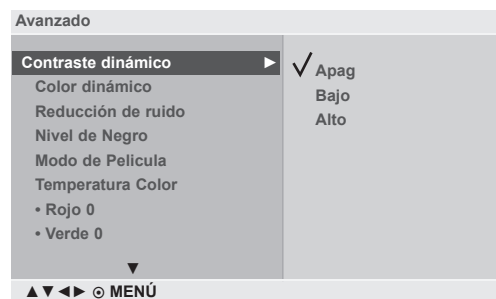 Avanzado
Contraste dinámico ►
Color dinámico
Reducción de ruido
Nivel de Negro
Modo de Pelicula
Temperatura Color
• Rojo 0
• Verde 0
▼
✓ Apag
Bajo
Alto
▲▼◄► ⊙ MENÚ